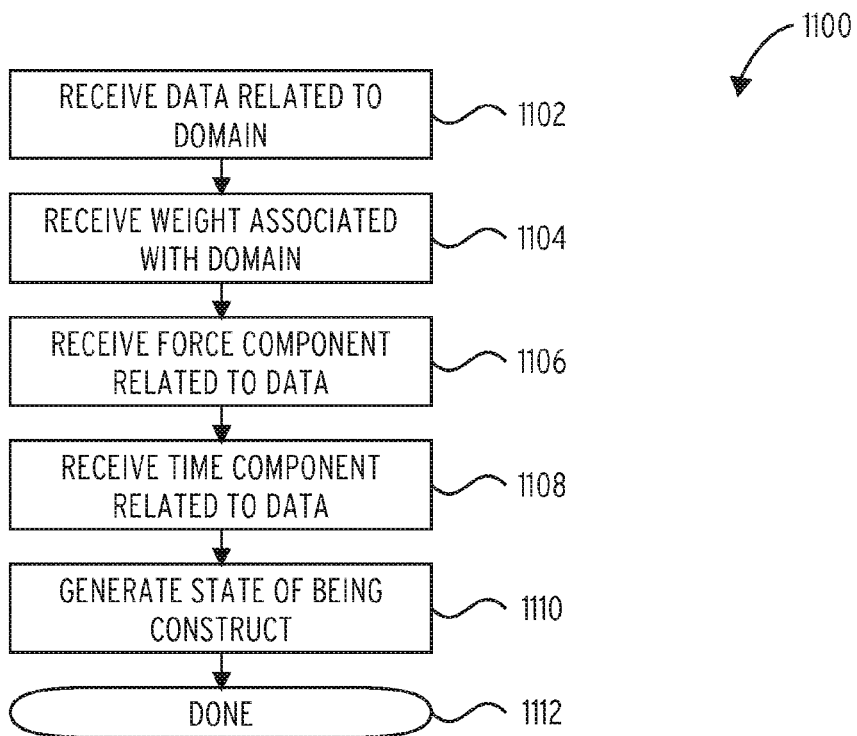 1100
RECEIVE DATA RELATED TO
DOMAIN
1102
RECEIVE WEIGHT ASSOCIATED
WITH DOMAIN
1104
RECEIVE FORCE COMPONENT
RELATED TO DATA
1106
RECEIVE TIME COMPONENT
RELATED TO DATA
1108
GENERATE STATE OF BEING
CONSTRUCT
1110
DONE
1112